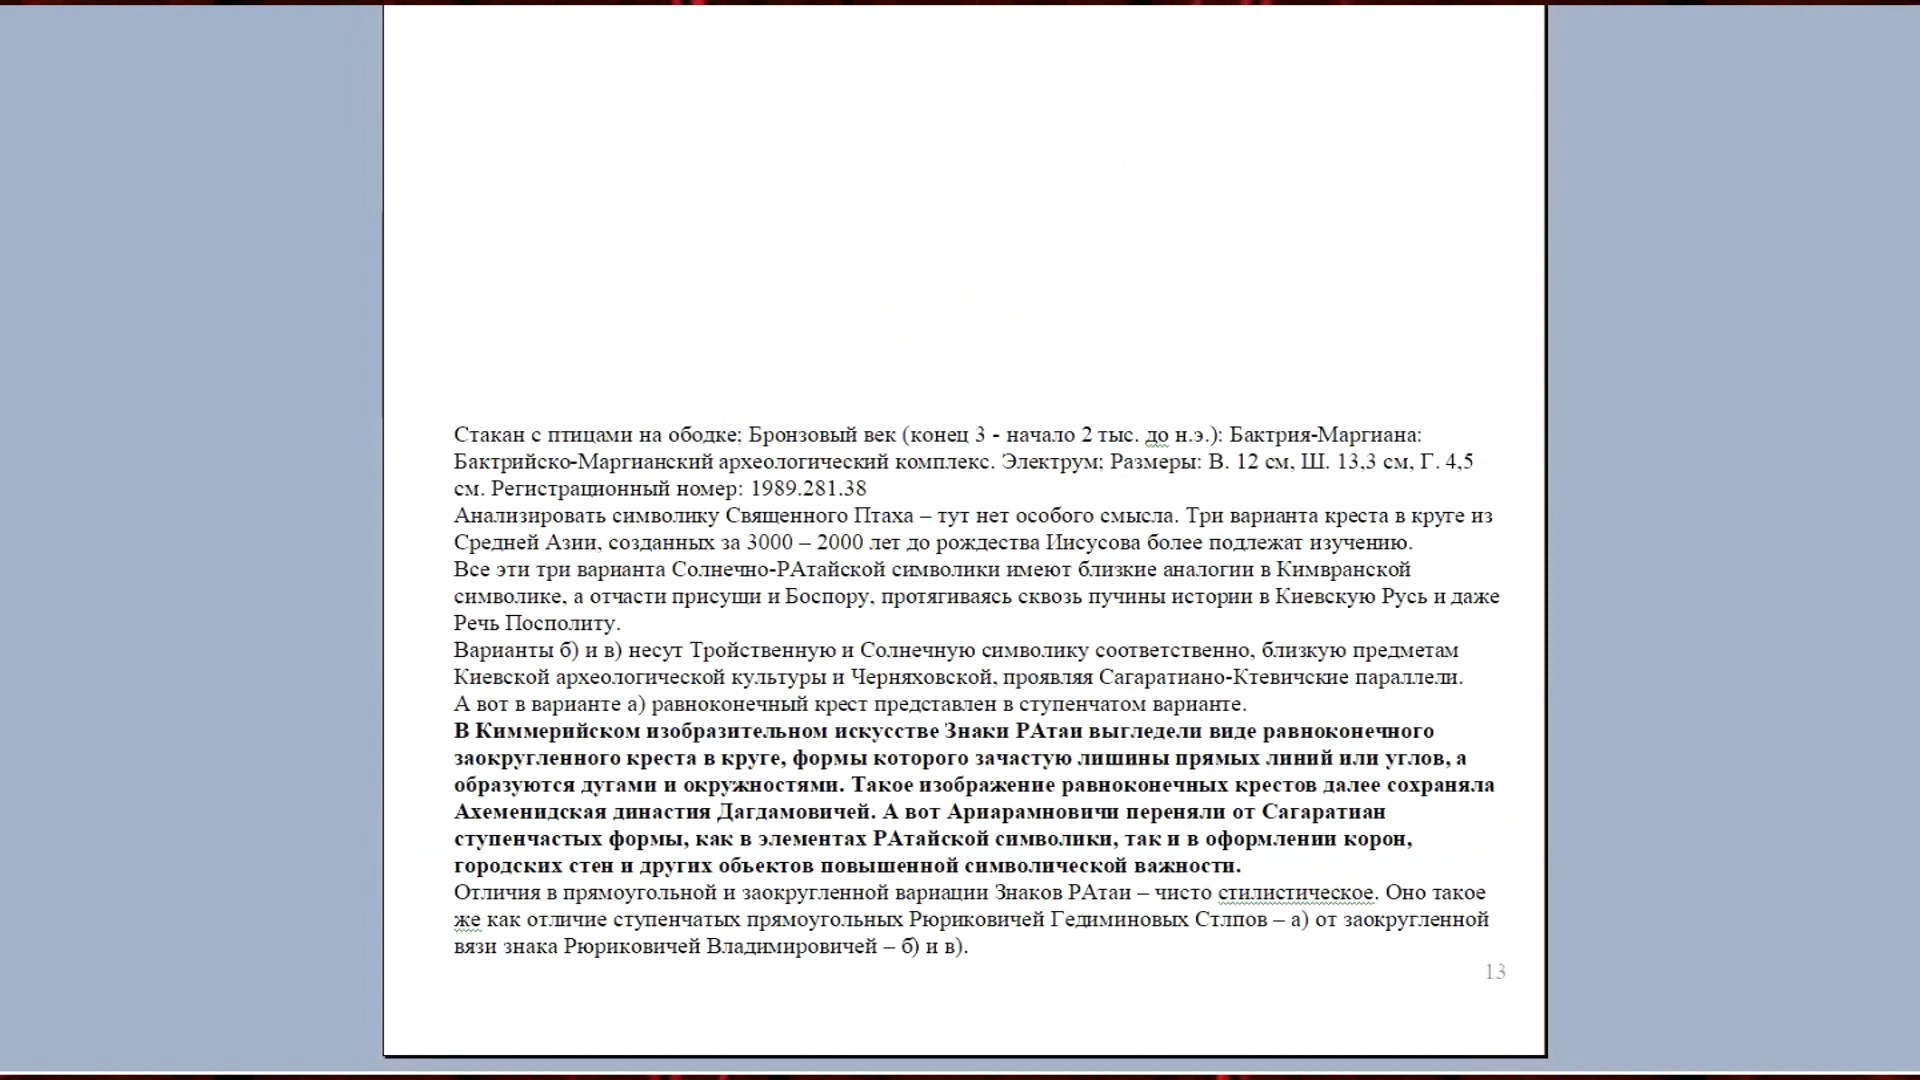 Стакан с птицами на ободке; Бронзовый век (конец 3 - начало 2 тыс. до н.э.): Бактрия-Маргиана:
Бактрийско-Маргианский археологический комплекс. Электрум; Размеры: В. 12 см, Ш. 13,3 см, Г. 4,5
см. Регистрационный номер: 1989.281.38
Анализировать символику Священного Птаха – тут нет особого смысла. Три варианта креста в круге из
Средней Азии, созданных за 3000 – 2000 лет до рождества Иисусова более подлежат изучению.
Все эти три варианта Солнечно-РАтайской символики имеют близкие аналогии в Кимвранской
символике, а отчасти присущи и Боспору, протягиваясь сквозь пучины истории в Киевскую Русь и даже
Речь Посполиту.
Варианты б) и в) несут Тройственную и Солнечную символику соответственно, близкую предметам
Киевской археологической культуры и Черняховской, проявляя Сагаратиано-Ктевичские параллели.
А вот в варианте а) равноконечный крест представлен в ступенчатом варианте.
В Киммерийском изобразительном искусстве Знаки РАтаи выгледели виде равноконечного
заокругленного креста в круге, формы которого зачастую лишины прямых линий или углов, а
образуются дугами и окружностями. Такое изображение равноконечных крестов далее сохраняла
Ахеменидская династия Дагдамовичей. А вот Ариарамновичи переняли от Сагаратиан
ступенчастых формы, как в элементах РАтайской символики, так и в оформлении корон,
городских стен и других объектов повышенной символической важности.
Отличия в прямоугольной и заокругленной вариации Знаков РАтаи – чисто стилистическое. Оно такое
же как отличие ступенчатых прямоугольных Рюриковичей Гедиминовых Стлпов – а) от заокругленной
вязи знака Рюриковичей Владимировичей – б) и в).
13